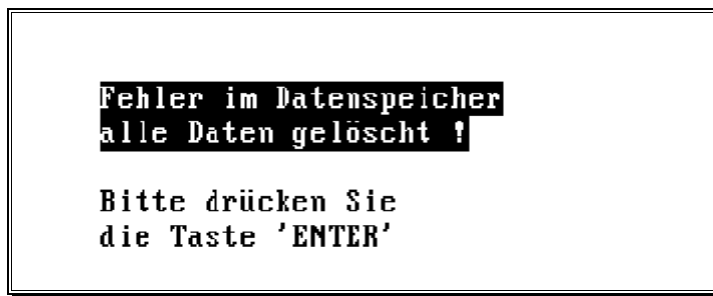 Fehler im Datenspeicher
alle Daten gelöscht !
Bitte drücken Sie
die Taste 'ENTER'